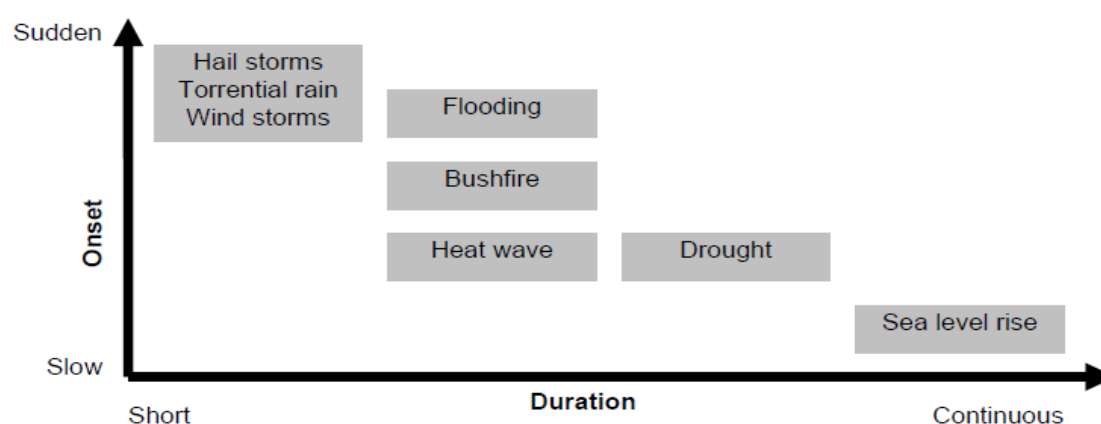 Sudden
Hail storms
Torrential rain
Wind storms
Flooding
Bushfire
Onset
Heat wave
Drought
Sea level rise
Slow
Duration
Short
Continuous